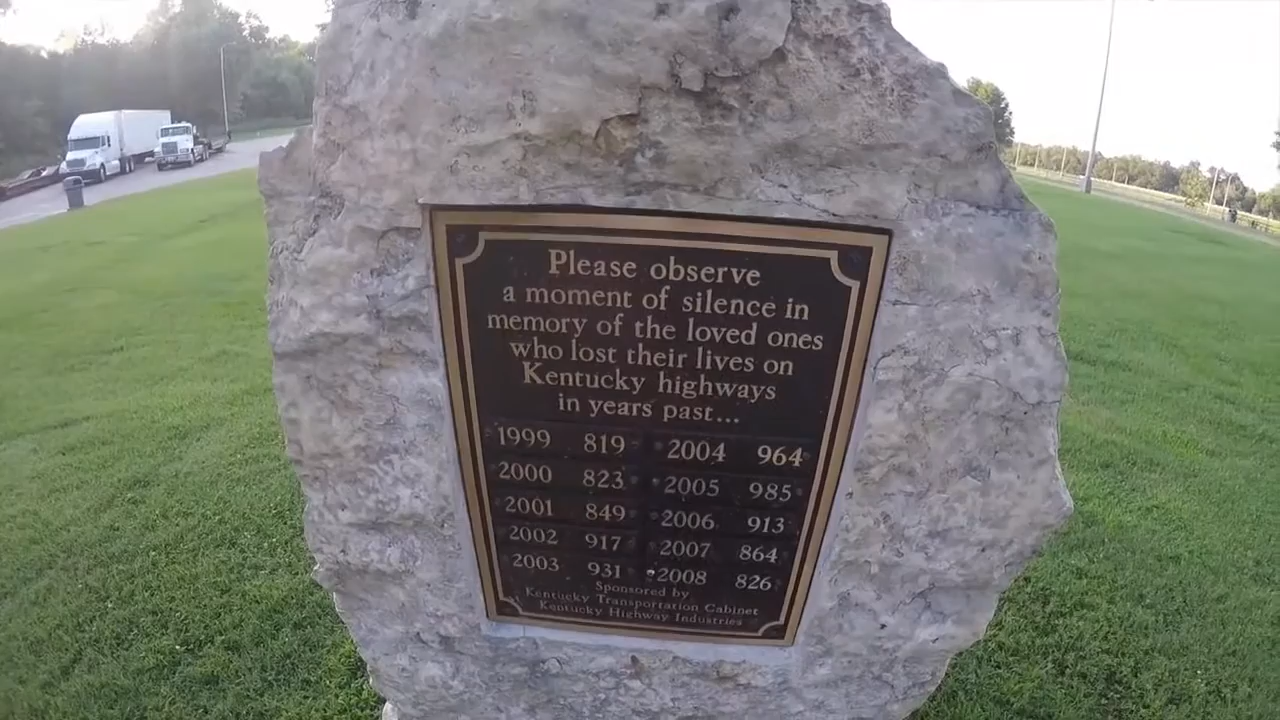 Please observe
a moment of silence in
memory of the loved ones
who lost their lives on
Kentucky highways
in years past...
1999 819 2004 964
2000 823 2005 985
2001 849 2006 913
2002 917 2007 864
2003 931 2008 826
Sponsored by
Kentucky Transportation Cabinet
Kentucky Highway Industries